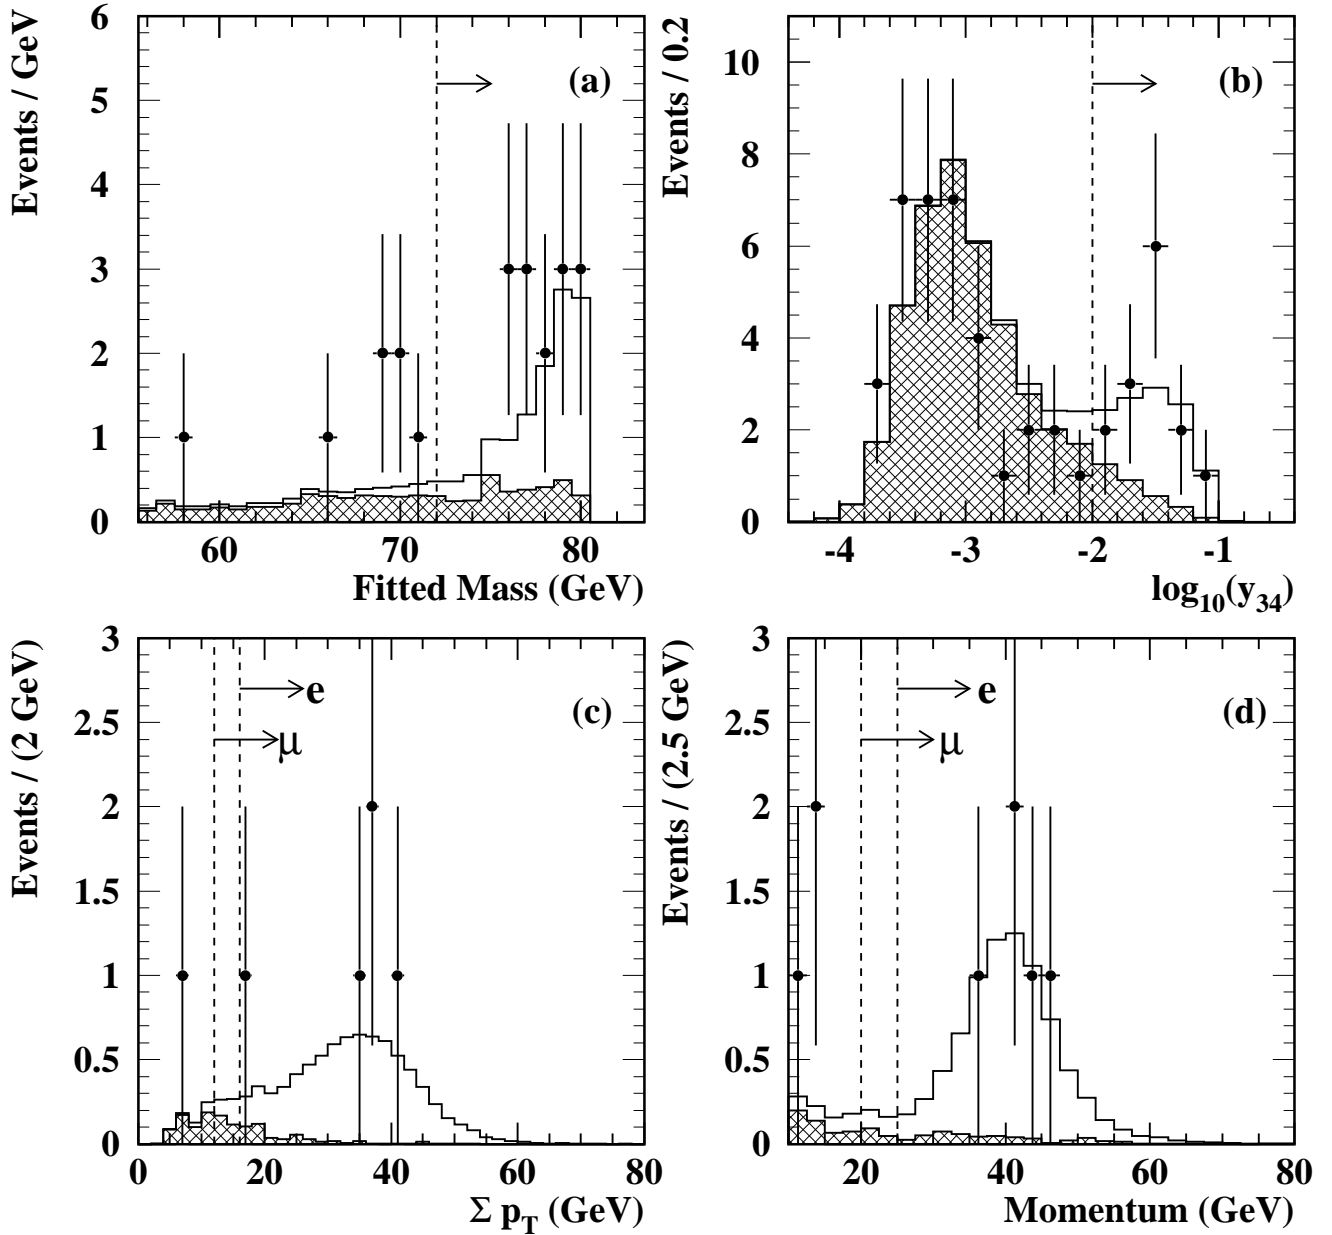 Events / GeV
6
5
4
3
2
1
0
(a)
60 70 80
Fitted Mass (GeV)
Events / 0.2
10
8
6
4
2
0
(b)
-4 -3 -2 -1
log10(y34)
Events / (2 GeV)
3
2.5
2
1.5
1
0.5
0
e
μ
(c)
0 20 40 60 80
Σ pT (GeV)
Events / (2.5 GeV)
3
2.5
2
1.5
1
0.5
0
e
μ
(d)
20 40 60 80
Momentum (GeV)